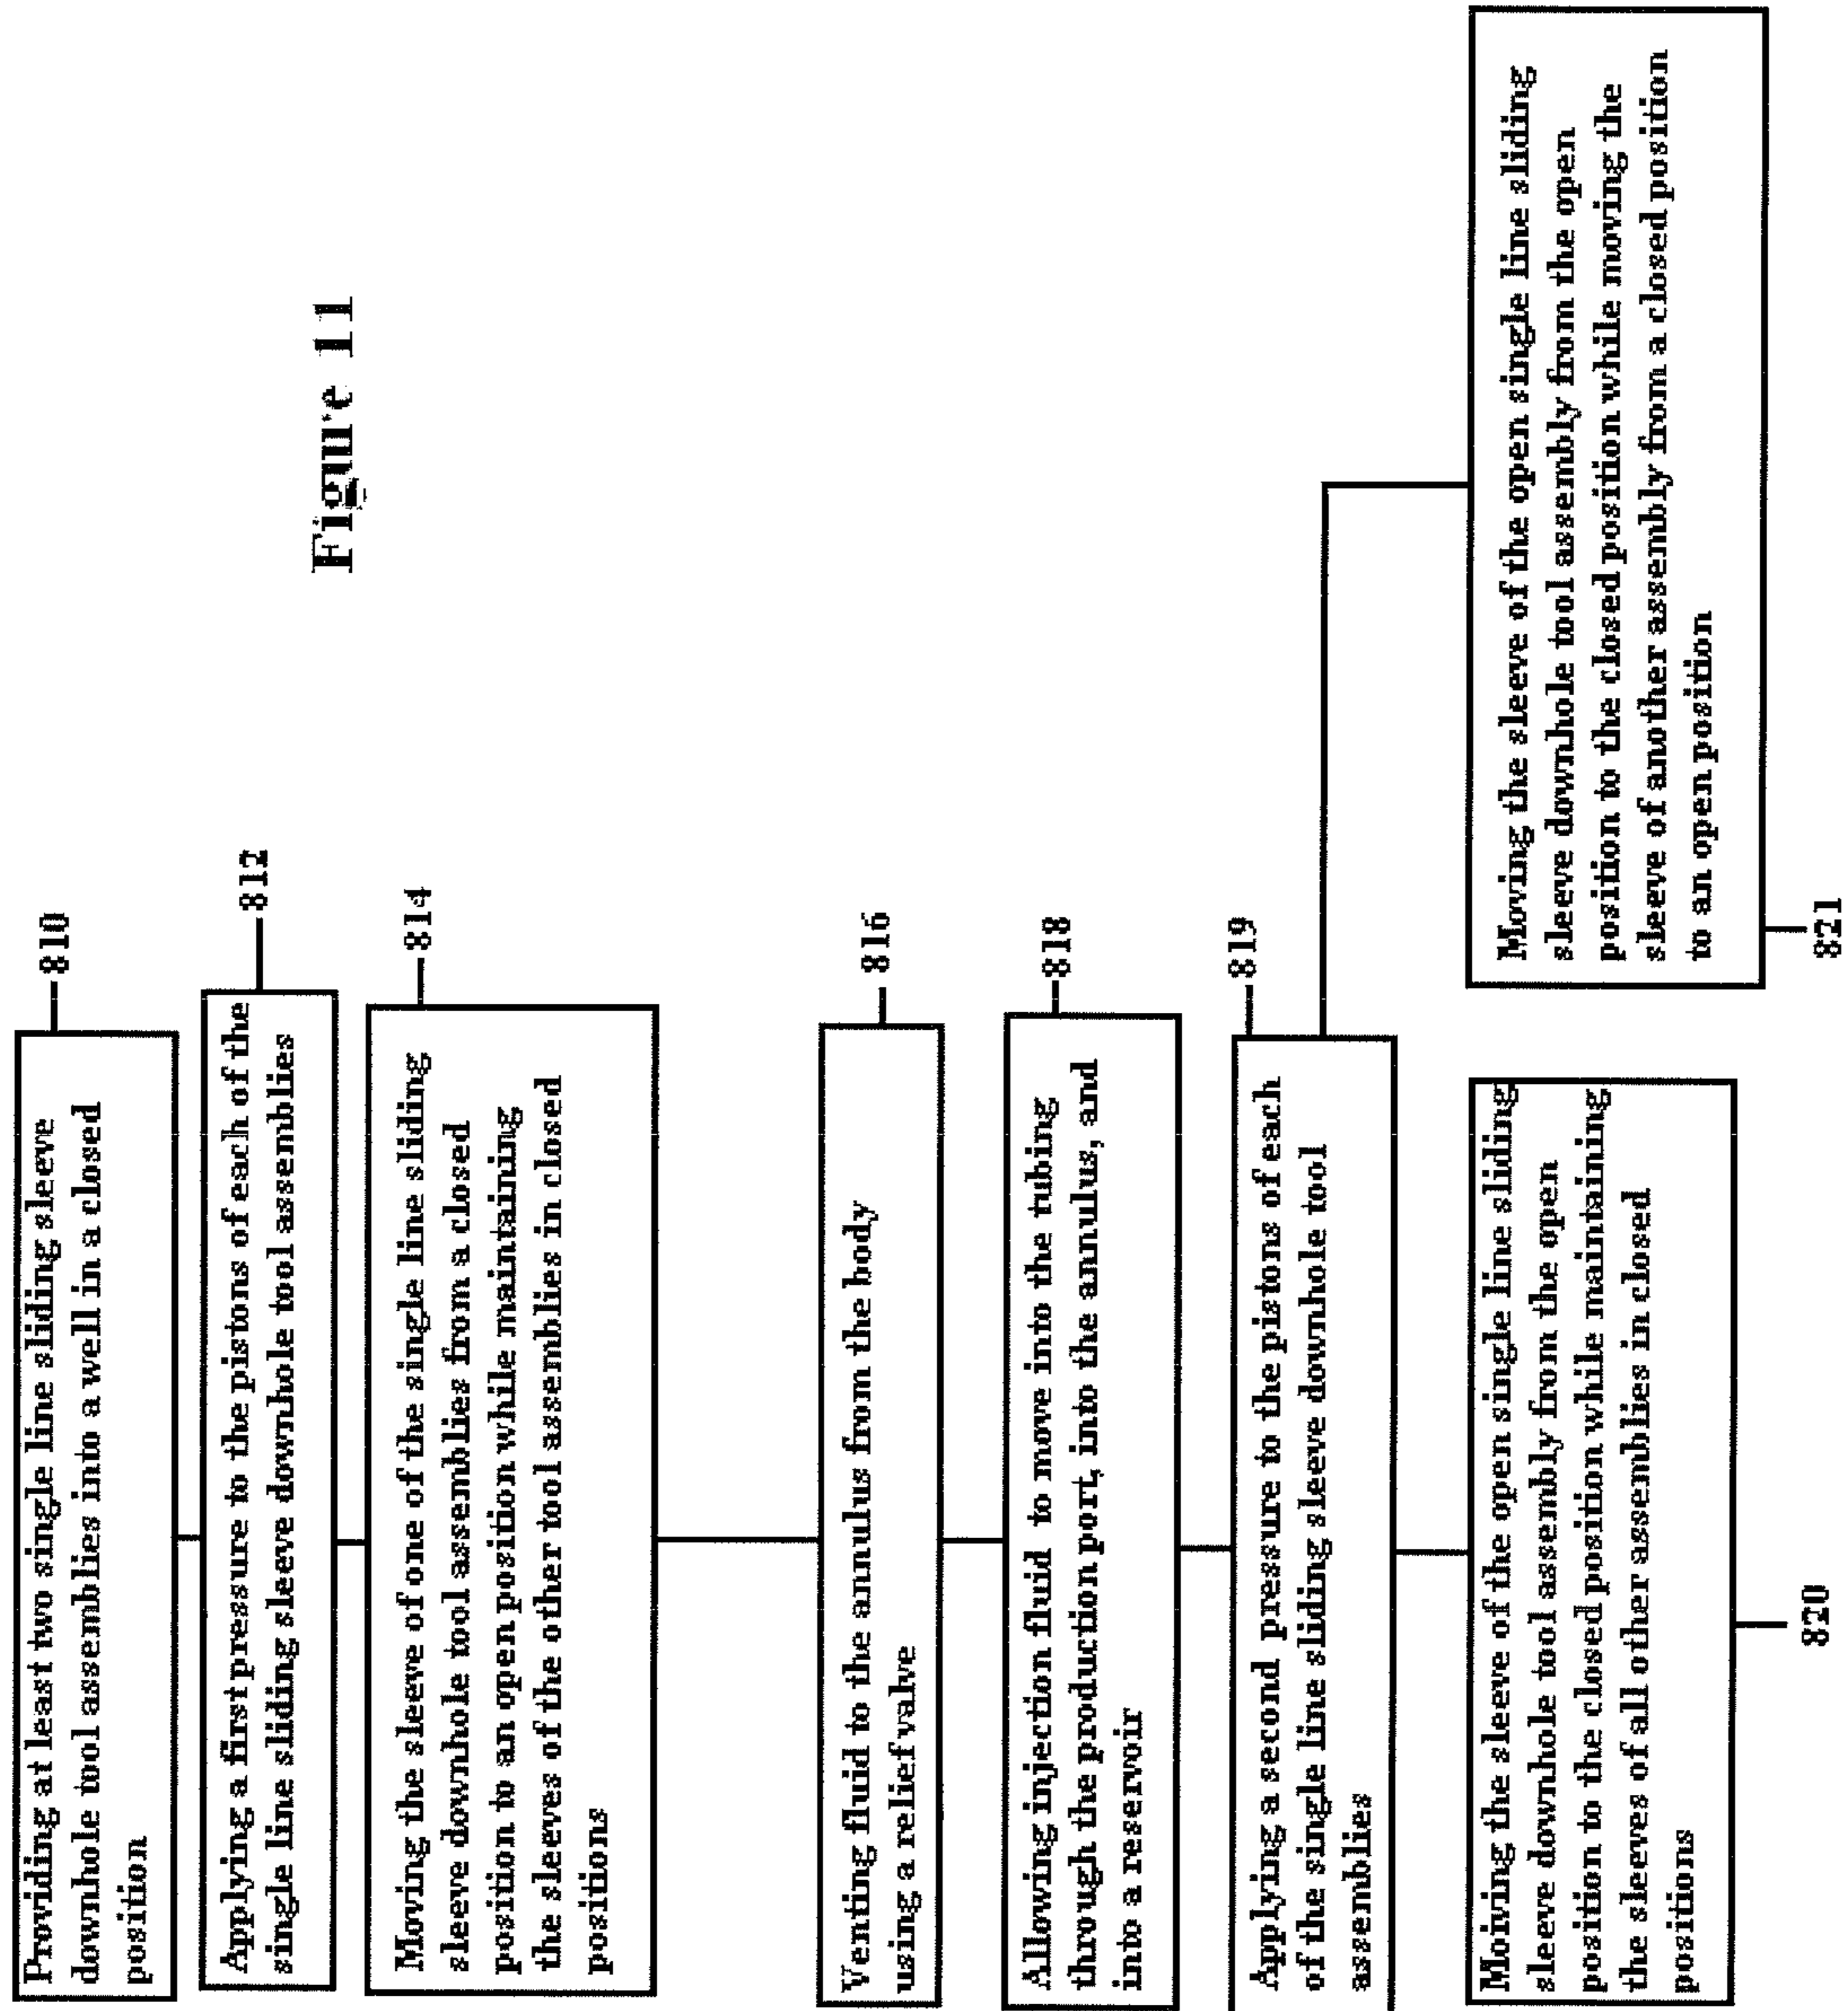 Figure 11
Providing at least two single line sliding sleeve
downhole tool assemblies into a well in a closed
position
810
Applying a first pressure to the pistons of each of the
single line sliding sleeve downhole tool assemblies
812
Moving the sleeve of one of the single line sliding
sleeve downhole tool assemblies from a closed
position to an open position while maintaining
the sleeves of the other tool assemblies in closed
positions
814
Venting fluid to the annulus from the body
using a relief valve
816
Allowing injection fluid to move into the tubing
through the production port, into the annulus, and
into a reservoir
818
Applying a second pressure to the pistons of each
of the single line sliding sleeve downhole tool
assemblies
819
Moiving the sleeve of the open single line sliding
sleeve downhole tool assembly from the open
position to the closed position while maintaining
the sleeves of all other assemblies in closed
positions
820
Moving the sleeve of the open single line sliding
sleeve downhole tool assembly from the open
position to the closed position while moving the
sleeve of another assembly from a closed position
to an open position
821